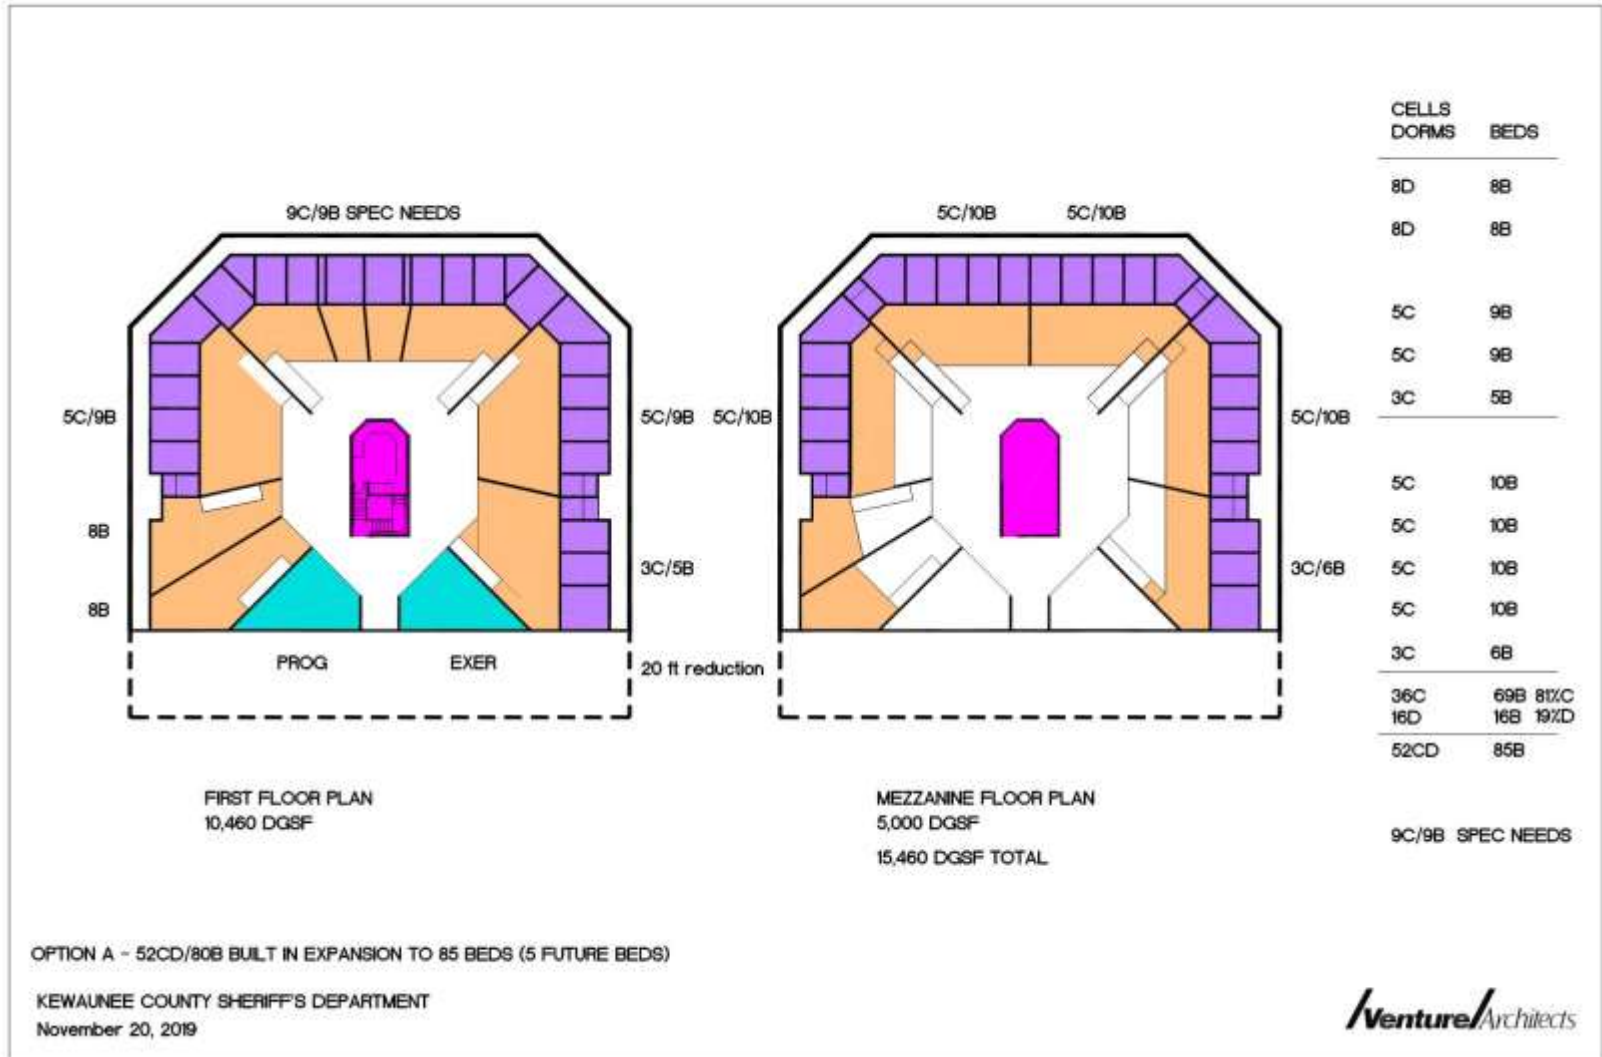 9C/9B SPEC NEEDS
5C/9B
5C/9B
8B
8B
3C/5B
PROG
EXER
20 ft reduction
FIRST FLOOR PLAN
10,460 DGSF
5C/10B
5C/10B
5C/10B
5C/10B
3C/6B
MEZZANINE FLOOR PLAN
5,000 DGSF
15,460 DGSF TOTAL
CELLS
DORMS BEDS
8D 8B
8D 8B
5C 9B
5C 9B
3C 5B
5C 10B
5C 10B
5C 10B
5C 10B
3C 6B
36C 69B 81%C
16D 16B 19%D
52CD 85B
9C/9B SPEC NEEDS
OPTION A - 52CD/80B BUILT IN EXPANSION TO 85 BEDS (5 FUTURE BEDS)
KEWAUNEE COUNTY SHERIFF'S DEPARTMENT
November 20, 2019
Venture Architects